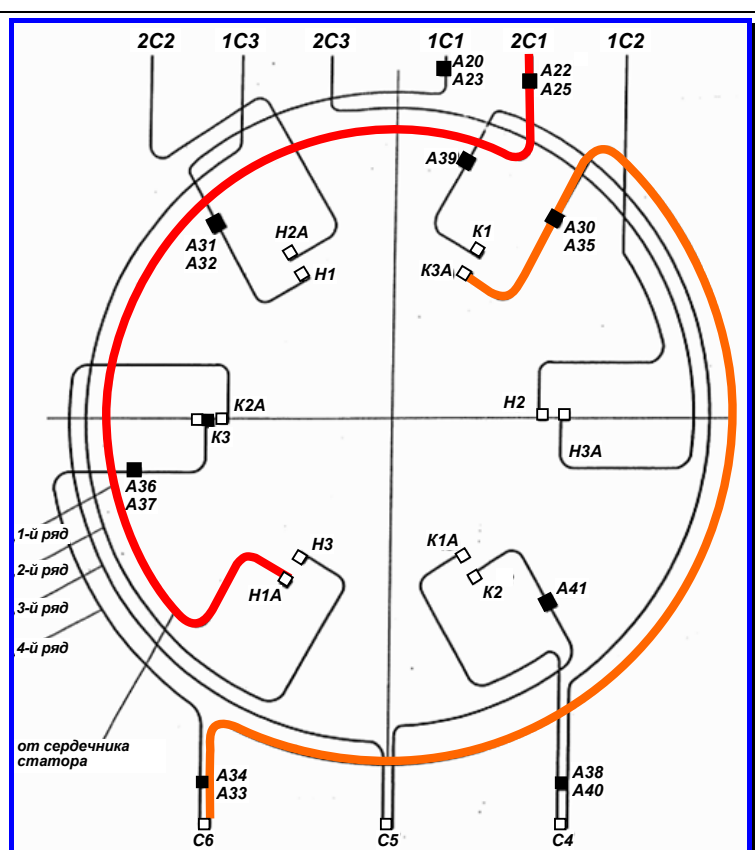 2С2 1С3 2С3 1С1 2С1 1С2
А20
А23
А22
А25
А39
А31
А32
Н2А
Н1
К1
К3А
А30
А35
К2А
К3
Н2
Н3А
А36
А37
1-й ряд
2-й ряд
3-й ряд
4-й ряд
Н3
Н1А
К1А
К2
А41
от сердечника
статора
А34
А33
А38
А40
С6 С5 С4